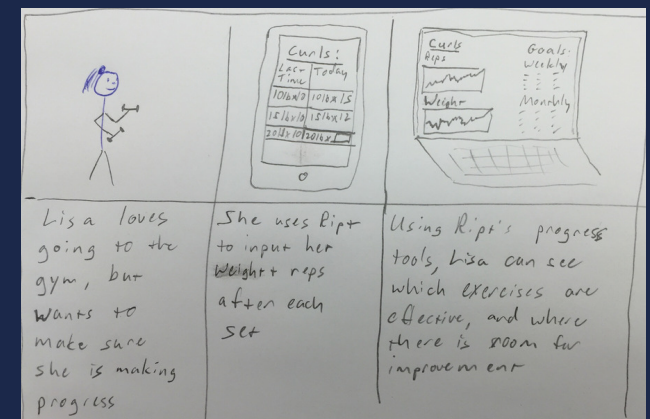 Curls:
Last Time
Today
10lbx10
10lbx15
15lbx10
15lbx12
20lbx10
20lbx
Curls
Reps
Weight
Goals-
Weekly
Monthly
Lisa loves
going to the
gym, but
wants to
make sure
she is making
progress
She uses Ript
to input her
weight + reps
after each
set
Using Ript's progress
tools, Lisa can see
which exercises are
effective, and where
there is room for
improvement